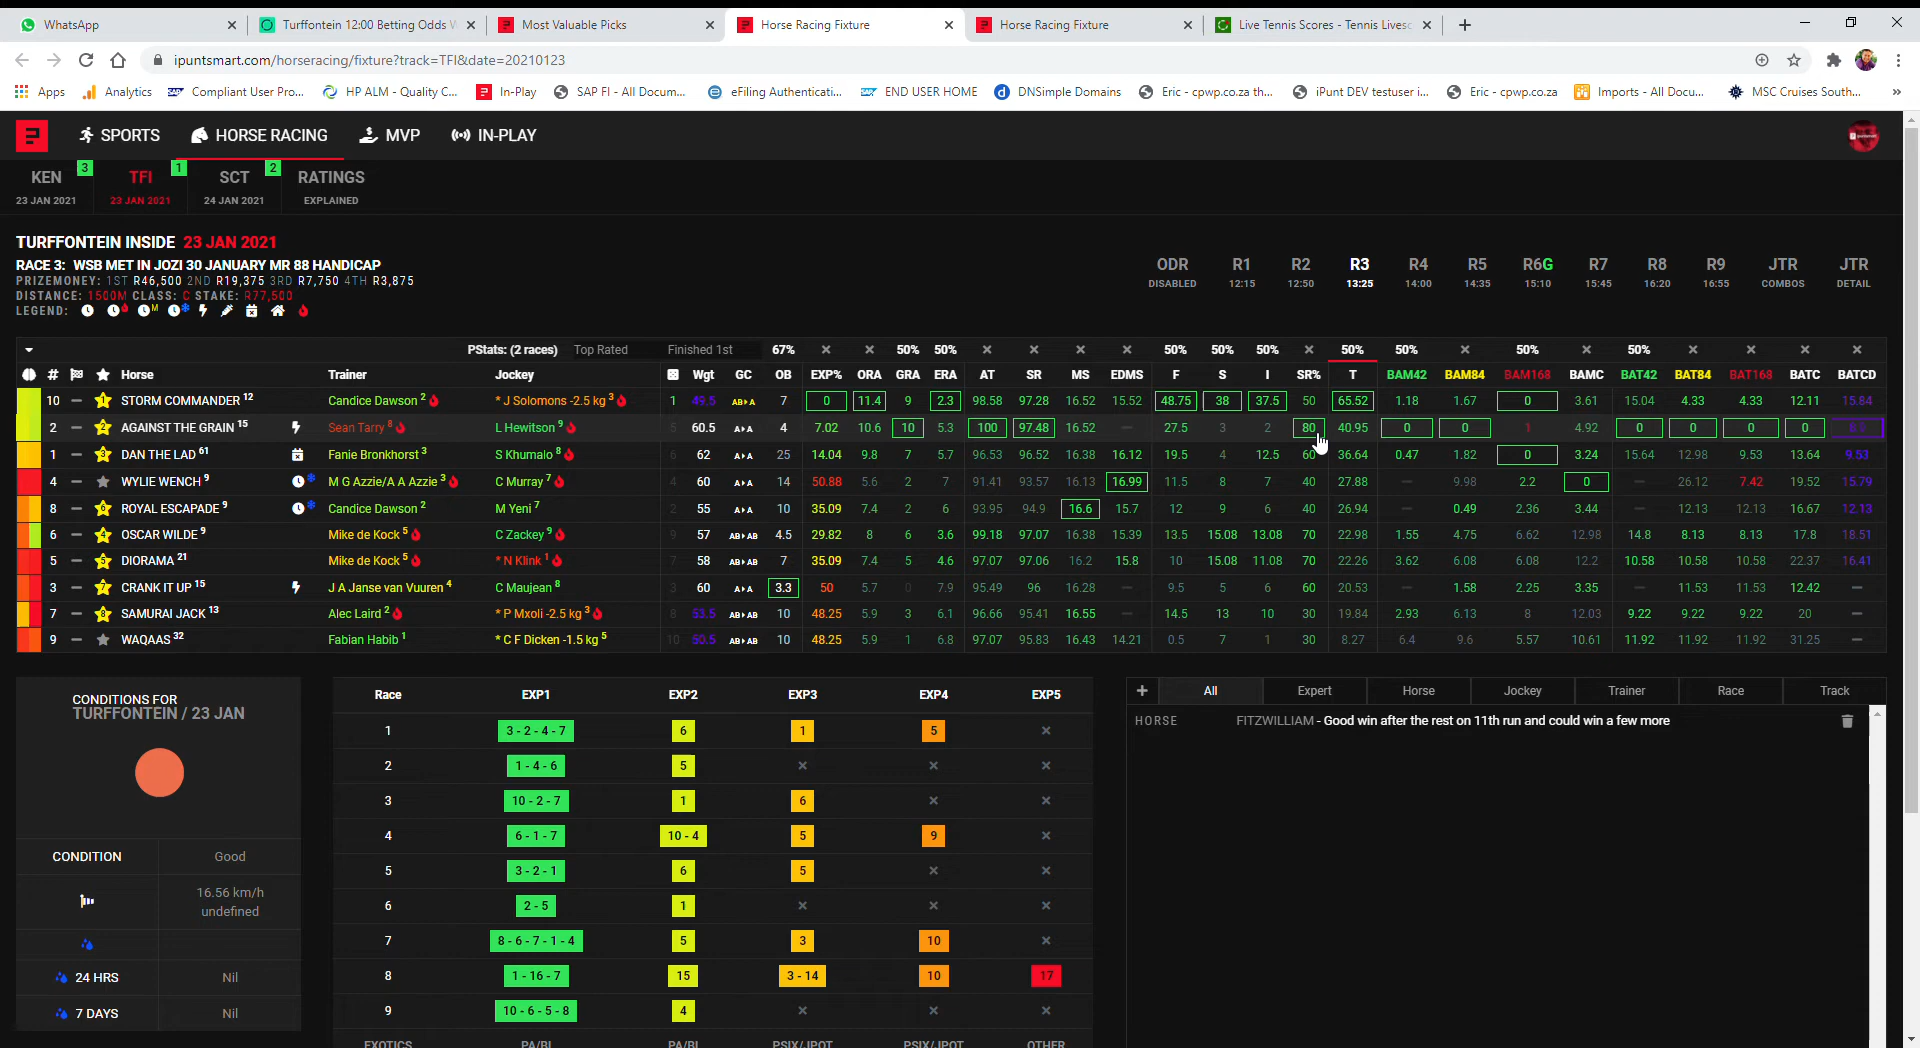 WhatsApp
Turffontein 12:00 Betting Odds
Most Valuable Picks
Horse Racing Fixture
Horse Racing Fixture
Live Tennis Scores - Tennis Livesc
ipuntsmart.com/horseracing/fixture?track=TFI&date=20210123
Apps Analytics Compliant User Pro... HP ALM - Quality C... In-Play SAP FI - All Docum... eFiling Authenticati... END USER HOME DNSimple Domains Eric - cpwp.co.za th... iPunt DEV testuser i... Eric - cpwp.co.za Imports - All Docu... MSC Cruises South... »
SPORTS HORSE RACING MVP IN-PLAY
KEN 3 TFI 1 SCT 2 RATINGS
23 JAN 2021 23 JAN 2021 24 JAN 2021 EXPLAINED
TURFFONTEIN INSIDE 23 JAN 2021
RACE 3: WSB MET IN JOZI 30 JANUARY MR 88 HANDICAP
PRIZEMONEY: 1ST R46,500 2ND R19,375 3RD R7,750 4TH R3,875
DISTANCE: 1500M CLASS: C STAKE: R77,500
LEGEND:
ODR R1 R2 R3 R4 R5 R6G R7 R8 R9 JTR JTR
DISABLED 12:15 12:50 13:25 14:00 14:35 15:10 15:45 16:20 16:55 COMBOS DETAIL
PStats: (2 races) Top Rated Finished 1st 67% × × 50% 50% × × × × 50% 50% 50% × 50% 50% × 50% × 50% × × × ×
# Horse Trainer Jockey Wgt GC OB EXP% ORA GRA ERA AT SR MS EDMS F S I SR% T BAM42 BAM84 BAM168 BAMC BAT42 BAT84 BAT168 BATC BATCD
10 — 1 STORM COMMANDER 12 Candice Dawson 2 * J Solomons -2.5 kg 3 1 49.5 AB▸A 7 0 11.4 9 2.3 98.58 97.28 16.52 15.52 48.75 38 37.5 50 65.52 1.18 1.67 0 3.61 15.04 4.33 4.33 12.11 15.84
2 — 2 AGAINST THE GRAIN 15 Sean Tarry 8 L Hewitson 9 5 60.5 A▸A 4 7.02 10.6 10 5.3 100 97.48 16.52 — 27.5 3 2 80 40.95 0 0 1 4.92 0 0 0 0
1 — 3 DAN THE LAD 61 Fanie Bronkhorst 3 S Khumalo 8 6 62 A▸A 25 14.04 9.8 7 5.7 96.53 96.52 16.38 16.12 19.5 4 12.5 60 36.64 0.47 1.82 0 3.24 15.64 12.98 9.53 13.64 9.53
4 — WYLIE WENCH 9 M G Azzie/A A Azzie 3 C Murray 7 4 60 A▸A 14 50.88 5.6 2 7 91.41 93.57 16.13 16.99 11.5 8 7 40 27.88 — 9.98 2.2 0 — 26.12 7.42 19.52 15.79
8 — 6 ROYAL ESCAPADE 9 Candice Dawson 2 M Yeni 7 2 55 A▸A 10 35.09 7.4 2 6 93.95 94.9 16.6 15.7 12 9 6 40 26.94 — 0.49 2.36 3.44 — 12.13 12.13 16.67 12.13
6 — 4 OSCAR WILDE 9 Mike de Kock 5 C Zackey 9 9 57 AB▸AB 4.5 29.82 8 6 3.6 99.18 97.07 16.38 15.39 13.5 15.08 13.08 70 22.98 1.55 4.75 6.62 12.98 14.8 8.13 8.13 17.8 18.51
5 — 5 DIORAMA 21 Mike de Kock 5 * N Klink 1 7 58 AB▸AB 7 35.09 7.4 5 4.6 97.07 97.06 16.2 15.8 10 15.08 11.08 70 22.26 3.62 6.08 6.08 12.2 10.58 10.58 10.58 22.37 16.41
3 — 7 CRANK IT UP 15 J A Janse van Vuuren 4 C Maujean 8 3 60 A▸A 3.3 50 5.7 0 7.9 95.49 96 16.28 — 9.5 5 6 60 20.53 — 1.58 2.25 3.35 — 11.53 11.53 12.42 —
7 — 8 SAMURAI JACK 13 Alec Laird 2 * P Mxoli -2.5 kg 3 8 53.5 AB▸AB 10 48.25 5.9 3 6.1 96.66 95.41 16.55 — 14.5 13 10 30 19.84 2.93 6.13 8 12.03 9.22 9.22 9.22 20 —
9 — WAQAAS 32 Fabian Habib 1 * C F Dicken -1.5 kg 5 10 50.5 AB▸AB 10 48.25 5.9 1 6.8 97.07 95.83 16.43 14.21 0.5 7 1 30 8.27 6.4 9.6 5.57 10.61 11.92 11.92 11.92 31.25 —
CONDITIONS FOR
TURFFONTEIN / 23 JAN
CONDITION Good
16.56 km/h
undefined
24 HRS Nil
7 DAYS Nil
Race EXP1 EXP2 EXP3 EXP4 EXP5
1 3 - 2 - 4 - 7 6 1 5 ×
2 1 - 4 - 6 5 × × ×
3 10 - 2 - 7 1 6 × ×
4 6 - 1 - 7 10 - 4 5 9 ×
5 3 - 2 - 1 6 5 × ×
6 2 - 5 1 × × ×
7 8 - 6 - 7 - 1 - 4 5 3 10 ×
8 1 - 16 - 7 15 3 - 14 10 17
9 10 - 6 - 5 - 8 4 × × ×
EXOTICS PA/BI PA/BI PSIX/JPOT PSIX/JPOT OTHER
+ All Expert Horse Jockey Trainer Race Track
HORSE FITZWILLIAM - Good win after the rest on 11th run and could win a few more